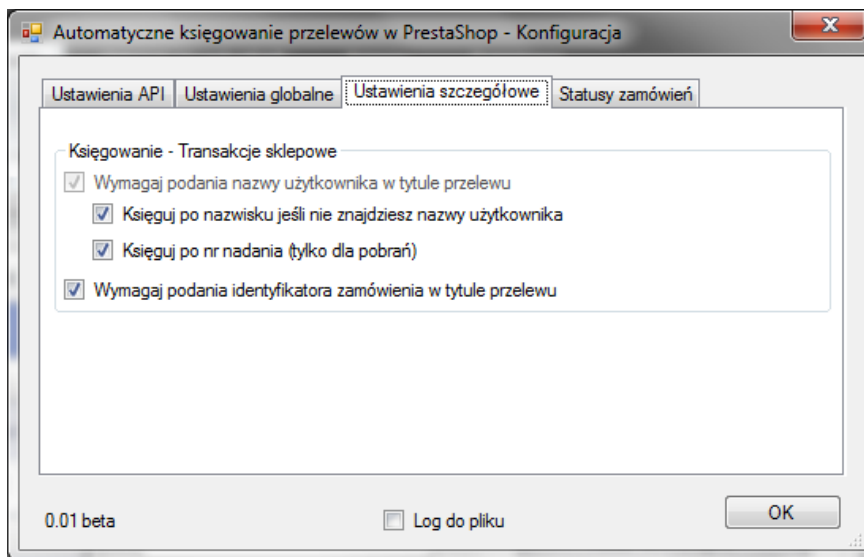 Automatyczne księgowanie przelewów w PrestaShop - Konfiguracja
Ustawienia API
Ustawienia globalne
Ustawienia szczegółowe
Statusy zamówień
Księgowanie - Transakcje sklepowe
Wymagaj podania nazwy użytkownika w tytule przelewu
Księguj po nazwisku jeśli nie znajdziesz nazwy użytkownika
Księguj po nr nadania (tylko dla pobrań)
Wymagaj podania identyfikatora zamówienia w tytule przelewu
0.01 beta
Log do pliku
OK